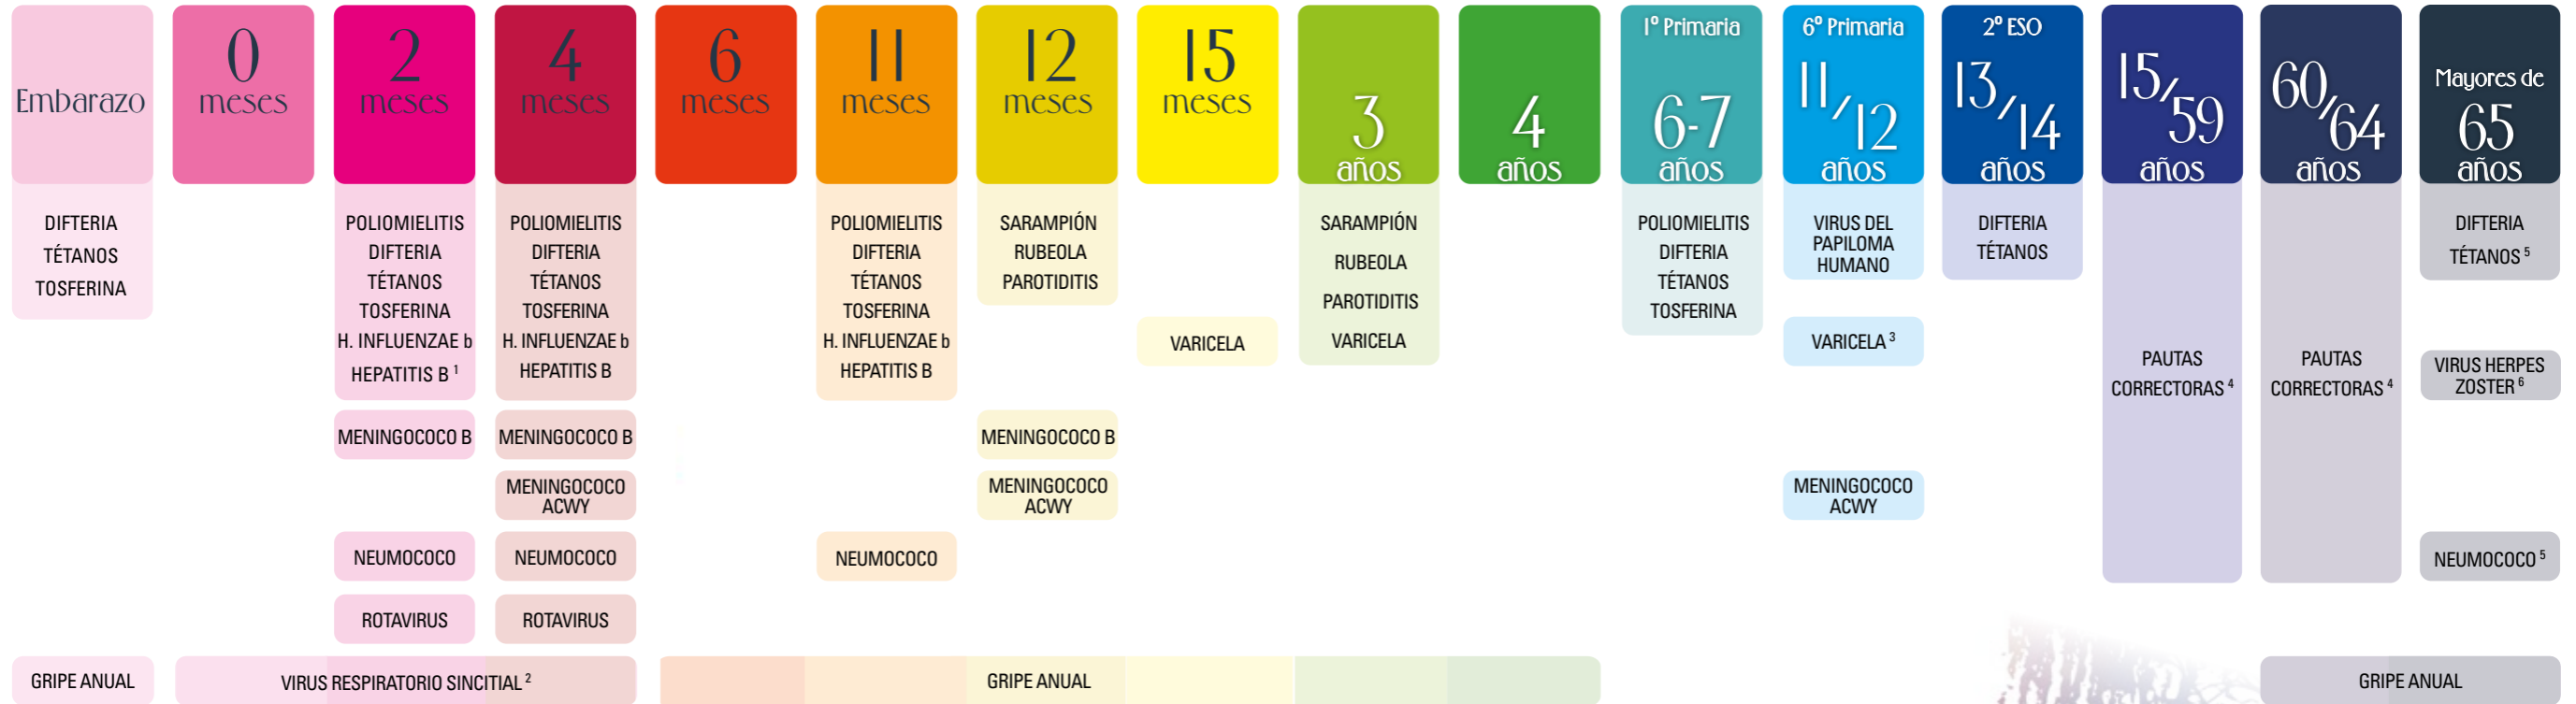 Embarazo
0
meses
2
meses
4
meses
6
meses
11
meses
12
meses
15
meses
3
años
4
años
1º Primaria
6-7
años
6º Primaria
11/12
años
2º ESO
13/14
años
15/59
años
60/64
años
Mayores de
65
años
DIFTERIA
TÉTANOS
TOSFERINA
POLIOMIELITIS
DIFTERIA
TÉTANOS
TOSFERINA
H. INFLUENZAE b
HEPATITIS B 1
POLIOMIELITIS
DIFTERIA
TÉTANOS
TOSFERINA
H. INFLUENZAE b
HEPATITIS B
POLIOMIELITIS
DIFTERIA
TÉTANOS
TOSFERINA
H. INFLUENZAE b
HEPATITIS B
SARAMPIÓN
RUBEOLA
PAROTIDITIS
VARICELA
SARAMPIÓN
RUBEOLA
PAROTIDITIS
VARICELA
POLIOMIELITIS
DIFTERIA
TÉTANOS
TOSFERINA
VIRUS DEL
PAPILOMA
HUMANO
VARICELA 3
DIFTERIA
TÉTANOS
PAUTAS
CORRECTORAS 4
PAUTAS
CORRECTORAS 4
DIFTERIA
TÉTANOS 5
VIRUS HERPES
ZOSTER 6
MENINGOCOCO B
MENINGOCOCO B
MENINGOCOCO B
MENINGOCOCO
ACWY
MENINGOCOCO
ACWY
MENINGOCOCO
ACWY
NEUMOCOCO
NEUMOCOCO
NEUMOCOCO
NEUMOCOCO 5
ROTAVIRUS
ROTAVIRUS
GRIPE ANUAL
VIRUS RESPIRATORIO SINCITIAL 2
GRIPE ANUAL
GRIPE ANUAL